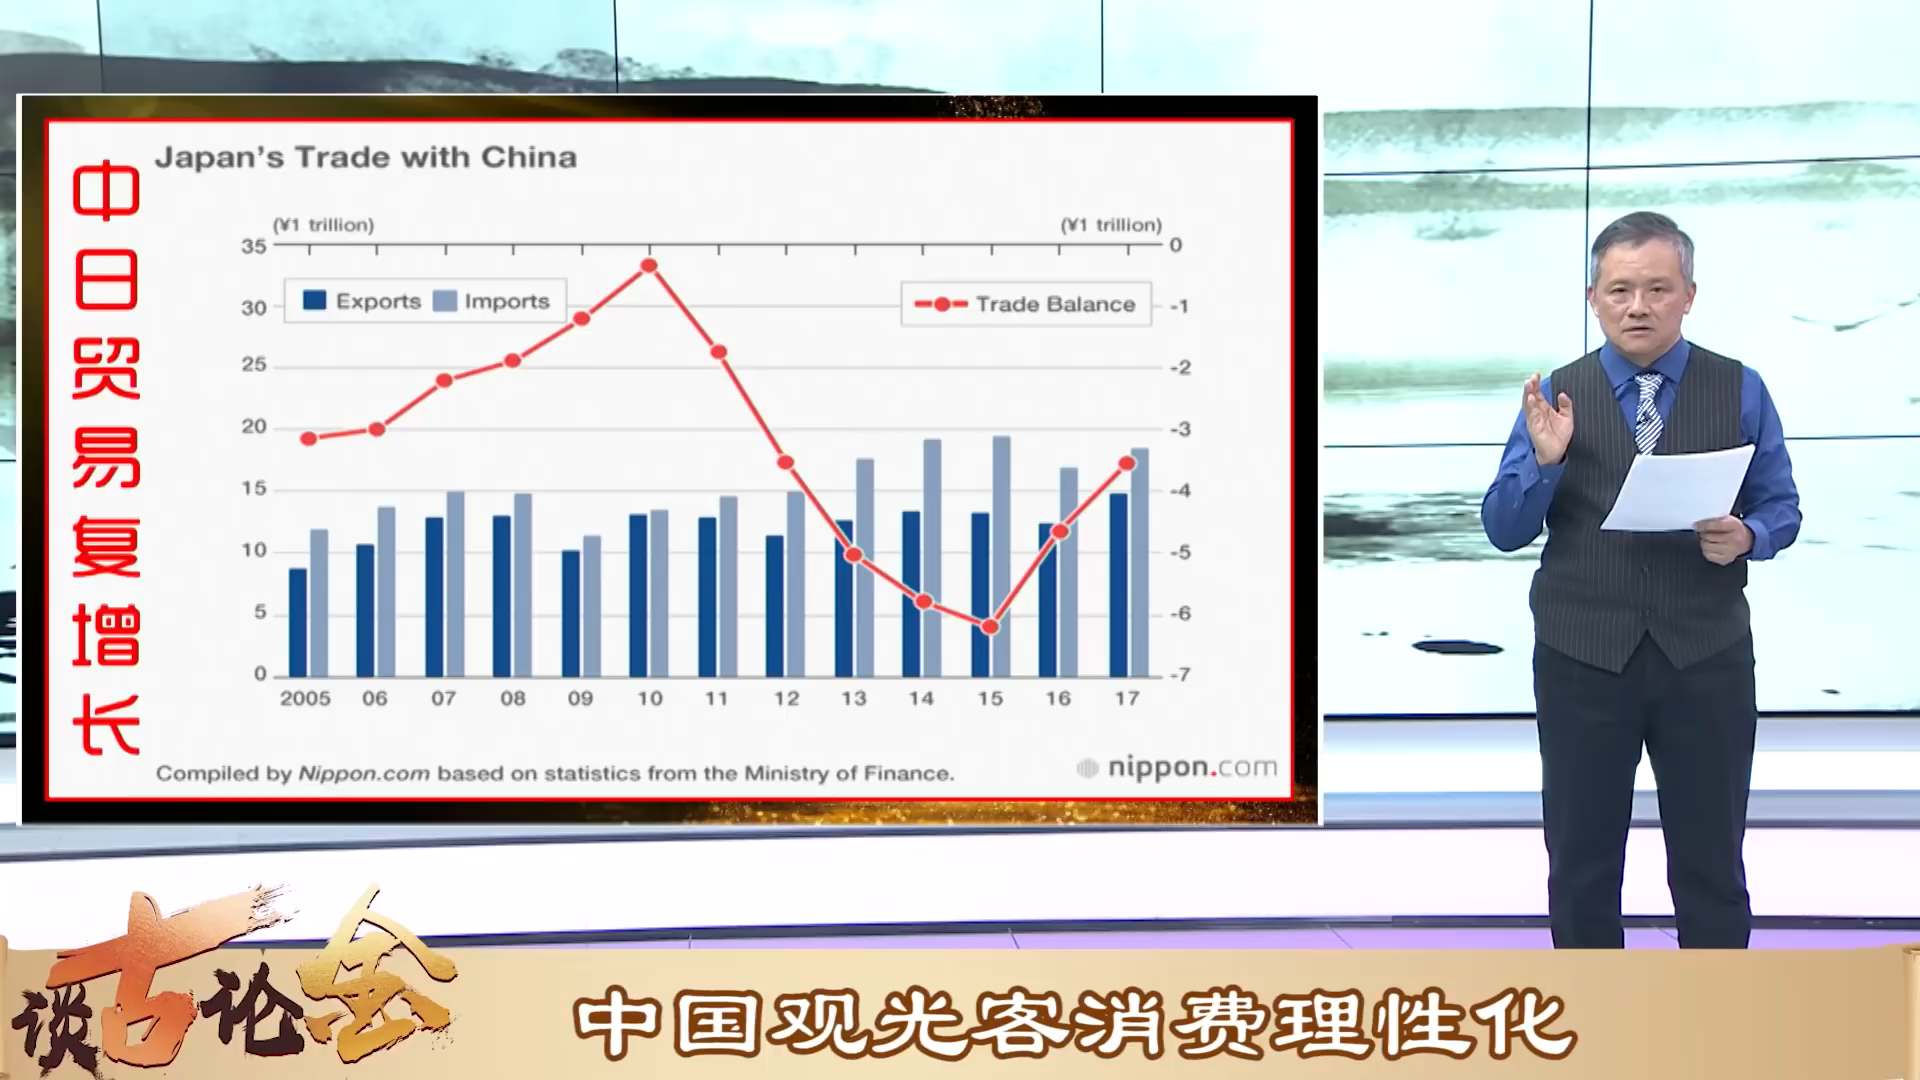 中日贸易复增长
Japan's Trade with China
(¥1 trillion) (¥1 trillion)
35 0
30 Exports Imports Trade Balance -1
25 -2
20 -3
15 -4
10 -5
5 -6
0 -7
2005 06 07 08 09 10 11 12 13 14 15 16 17
Compiled by Nippon.com based on statistics from the Ministry of Finance.
nippon.com
谈古论金
中国观光客消费理性化